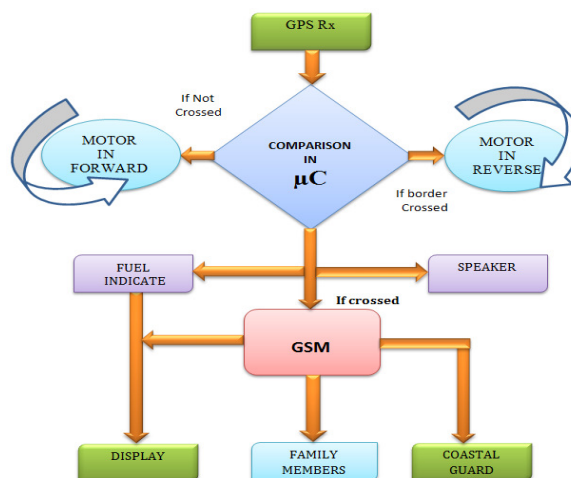 GPS Rx
If Not
Crossed
MOTOR
IN
FORWARD
COMPARISON
IN
µC
MOTOR
IN
REVERSE
If border
Crossed
FUEL
INDICATE
SPEAKER
If crossed
GSM
DISPLAY
FAMILY
MEMBERS
COASTAL
GUARD